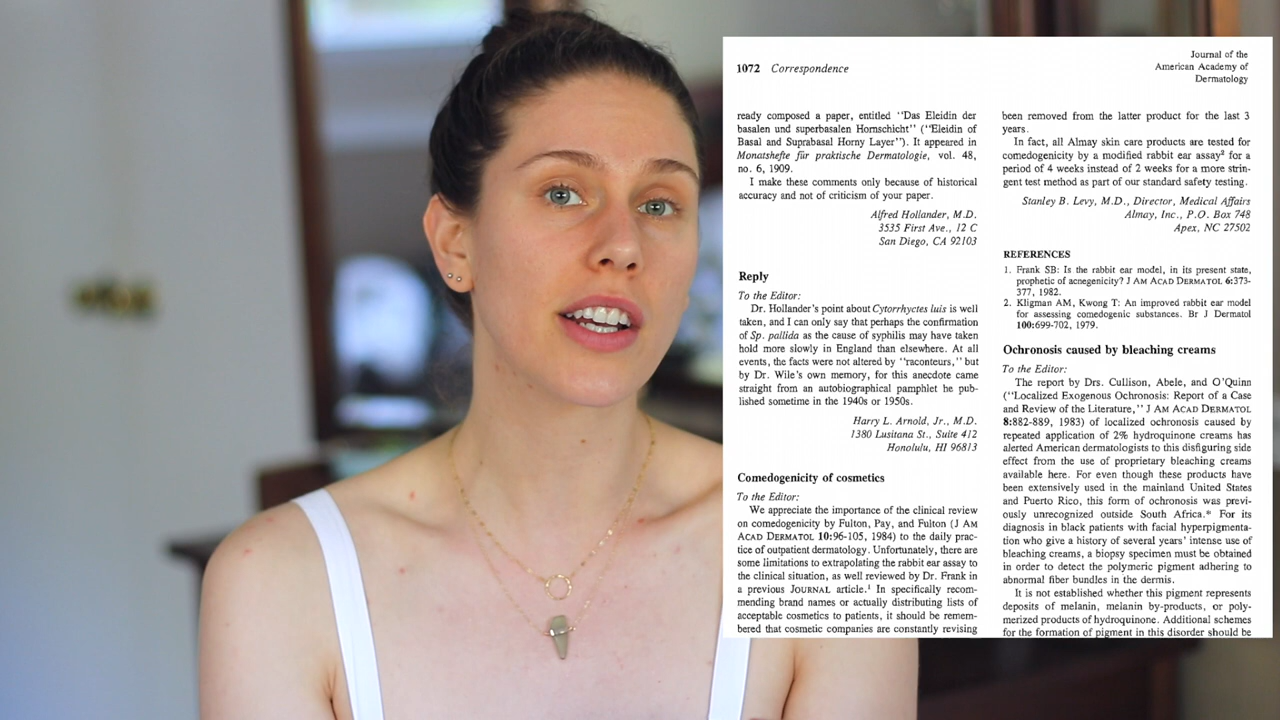 1072 Correspondence
Journal of the
American Academy of
Dermatology
ready composed a paper, entitled ‘‘Das Eleidin der
basalen und superbasalen Hornschicht’’ (‘‘Eleidin of
Basal and Suprabasal Horny Layer’’). It appeared in
Monatshefte für praktische Dermatologie, vol. 48,
no. 6, 1909.
I make these comments only because of historical
accuracy and not of criticism of your paper.
Alfred Hollander, M.D.
3535 First Ave., 12 C
San Diego, CA 92103
Reply
To the Editor:
Dr. Hollander's point about Cytorrhyctes luis is well
taken, and I can only say that perhaps the confirmation
of Sp. pallida as the cause of syphilis may have taken
hold more slowly in England than elsewhere. At all
events, the facts were not altered by ‘‘raconteurs,’’ but
by Dr. Wile's own memory, for this anecdote came
straight from an autobiographical pamphlet he pub-
lished sometime in the 1940s or 1950s.
Harry L. Arnold, Jr., M.D.
1380 Lusitana St., Suite 412
Honolulu, HI 96813
Comedogenicity of cosmetics
To the Editor:
We appreciate the importance of the clinical review
on comedogenicity by Fulton, Pay, and Fulton (J AM
ACAD DERMATOL 10:96-105, 1984) to the daily prac-
tice of outpatient dermatology. Unfortunately, there are
some limitations to extrapolating the rabbit ear assay to
the clinical situation, as well reviewed by Dr. Frank in
a previous JOURNAL article.¹ In specifically recom-
mending brand names or actually distributing lists of
acceptable cosmetics to patients, it should be remem-
bered that cosmetic companies are constantly revising
been removed from the latter product for the last 3
years.
In fact, all Almay skin care products are tested for
comedogenicity by a modified rabbit ear assay² for a
period of 4 weeks instead of 2 weeks for a more strin-
gent test method as part of our standard safety testing.
Stanley B. Levy, M.D., Director, Medical Affairs
Almay, Inc., P.O. Box 748
Apex, NC 27502
REFERENCES
1. Frank SB: Is the rabbit ear model, in its present state,
prophetic of acnegenicity? J AM ACAD DERMATOL 6:373-
377, 1982.
2. Kligman AM, Kwong T: An improved rabbit ear model
for assessing comedogenic substances. Br J Dermatol
100:699-702, 1979.
Ochronosis caused by bleaching creams
To the Editor:
The report by Drs. Cullison, Abele, and O'Quinn
(‘‘Localized Exogenous Ochronosis: Report of a Case
and Review of the Literature,’’ J AM ACAD DERMATOL
8:882-889, 1983) of localized ochronosis caused by
repeated application of 2% hydroquinone creams has
alerted American dermatologists to this disfiguring side
effect from the use of proprietary bleaching creams
available here. For even though these products have
been extensively used in the mainland United States
and Puerto Rico, this form of ochronosis was previ-
ously unrecognized outside South Africa.* For its
diagnosis in black patients with facial hyperpigmenta-
tion who give a history of several years' intense use of
bleaching creams, a biopsy specimen must be obtained
in order to detect the polymeric pigment adhering to
abnormal fiber bundles in the dermis.
It is not established whether this pigment represents
deposits of melanin, melanin by-products, or poly-
merized products of hydroquinone. Additional schemes
for the formation of pigment in this disorder should be